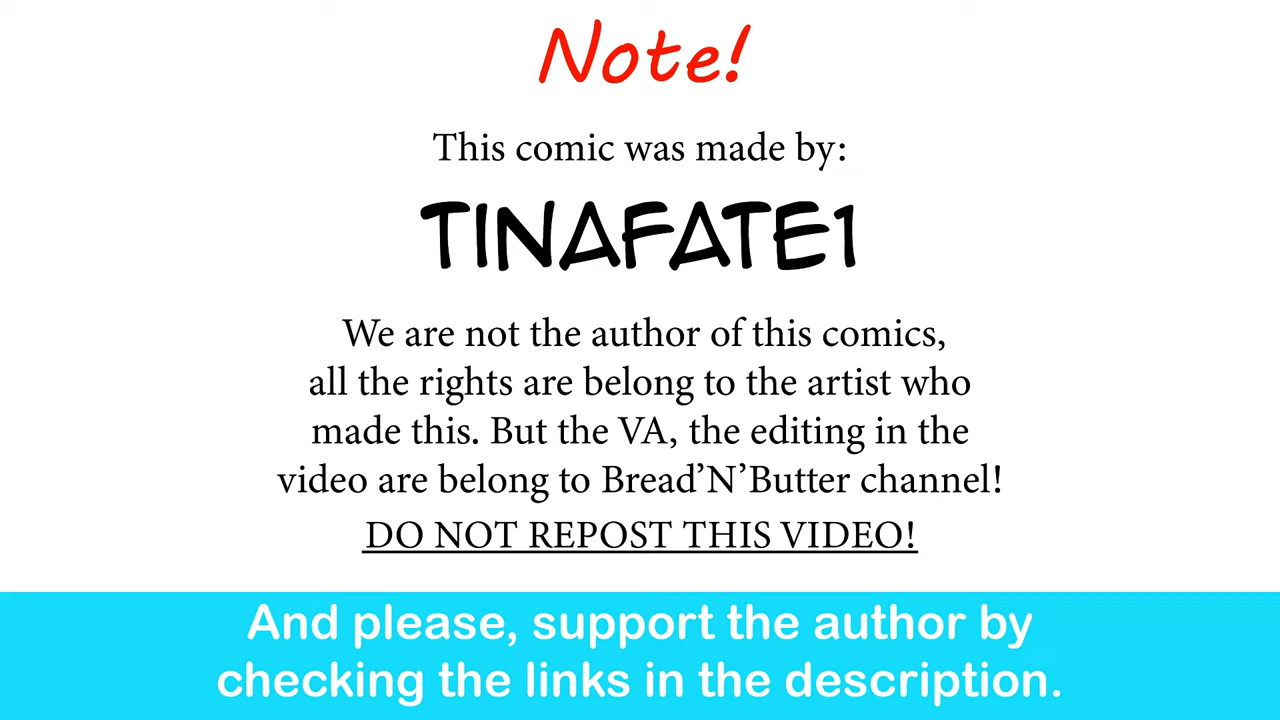 Note!
This comic was made by:
TINAFATE1
We are not the author of this comics,
all the rights are belong to the artist who
made this. But the VA, the editing in the
video are belong to Bread’N’Butter channel!
DO NOT REPOST THIS VIDEO!
And please, support the author by
checking the links in the description.